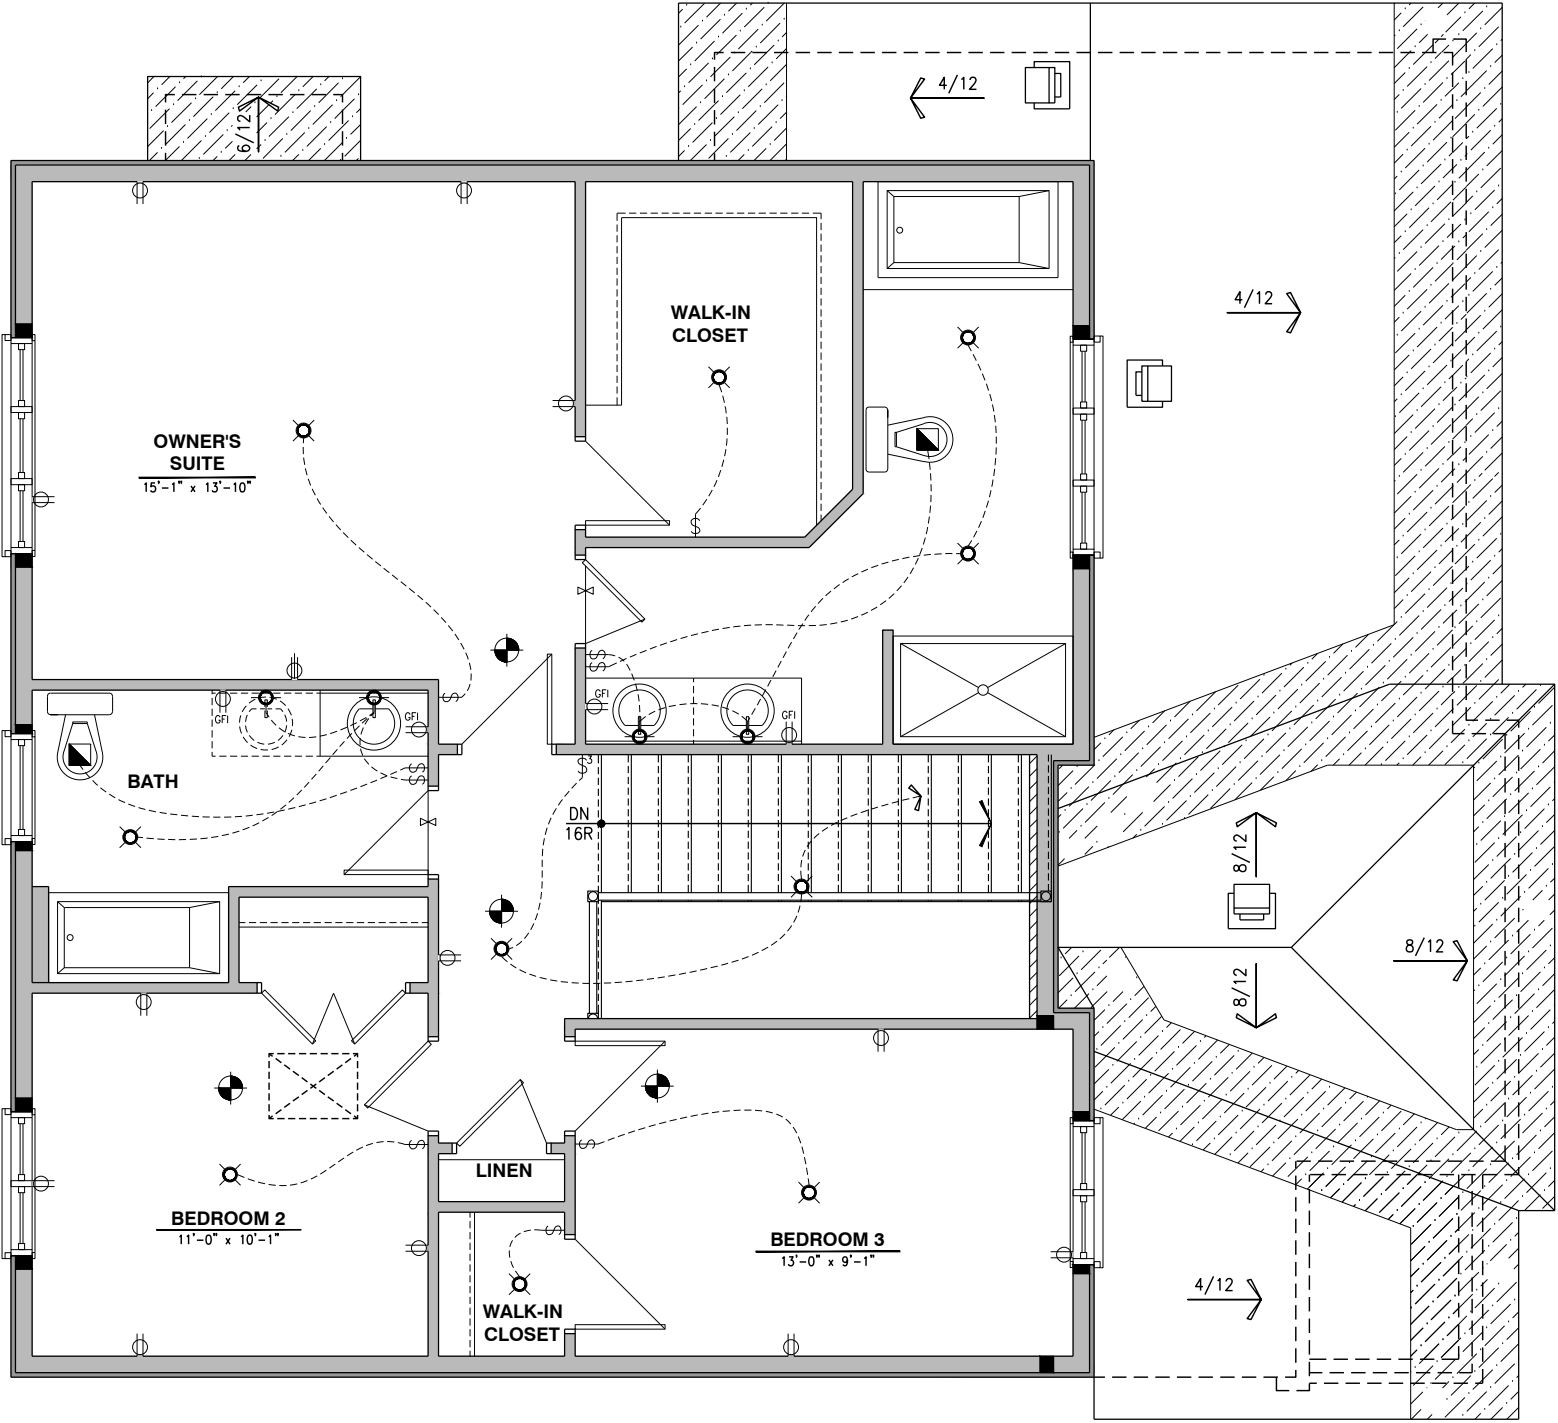 4/12
6/12
4/12
WALK-IN
CLOSET
OWNER'S
SUITE
15'-1" x 13'-10"
GFI
GFI
GFI
GFI
$
$
$
$
$
$
$3
BATH
DN
16R
8/12
8/12
8/12
$
$
LINEN
BEDROOM 2
11'-0" x 10'-1"
$
BEDROOM 3
13'-0" x 9'-1"
WALK-IN
CLOSET
4/12